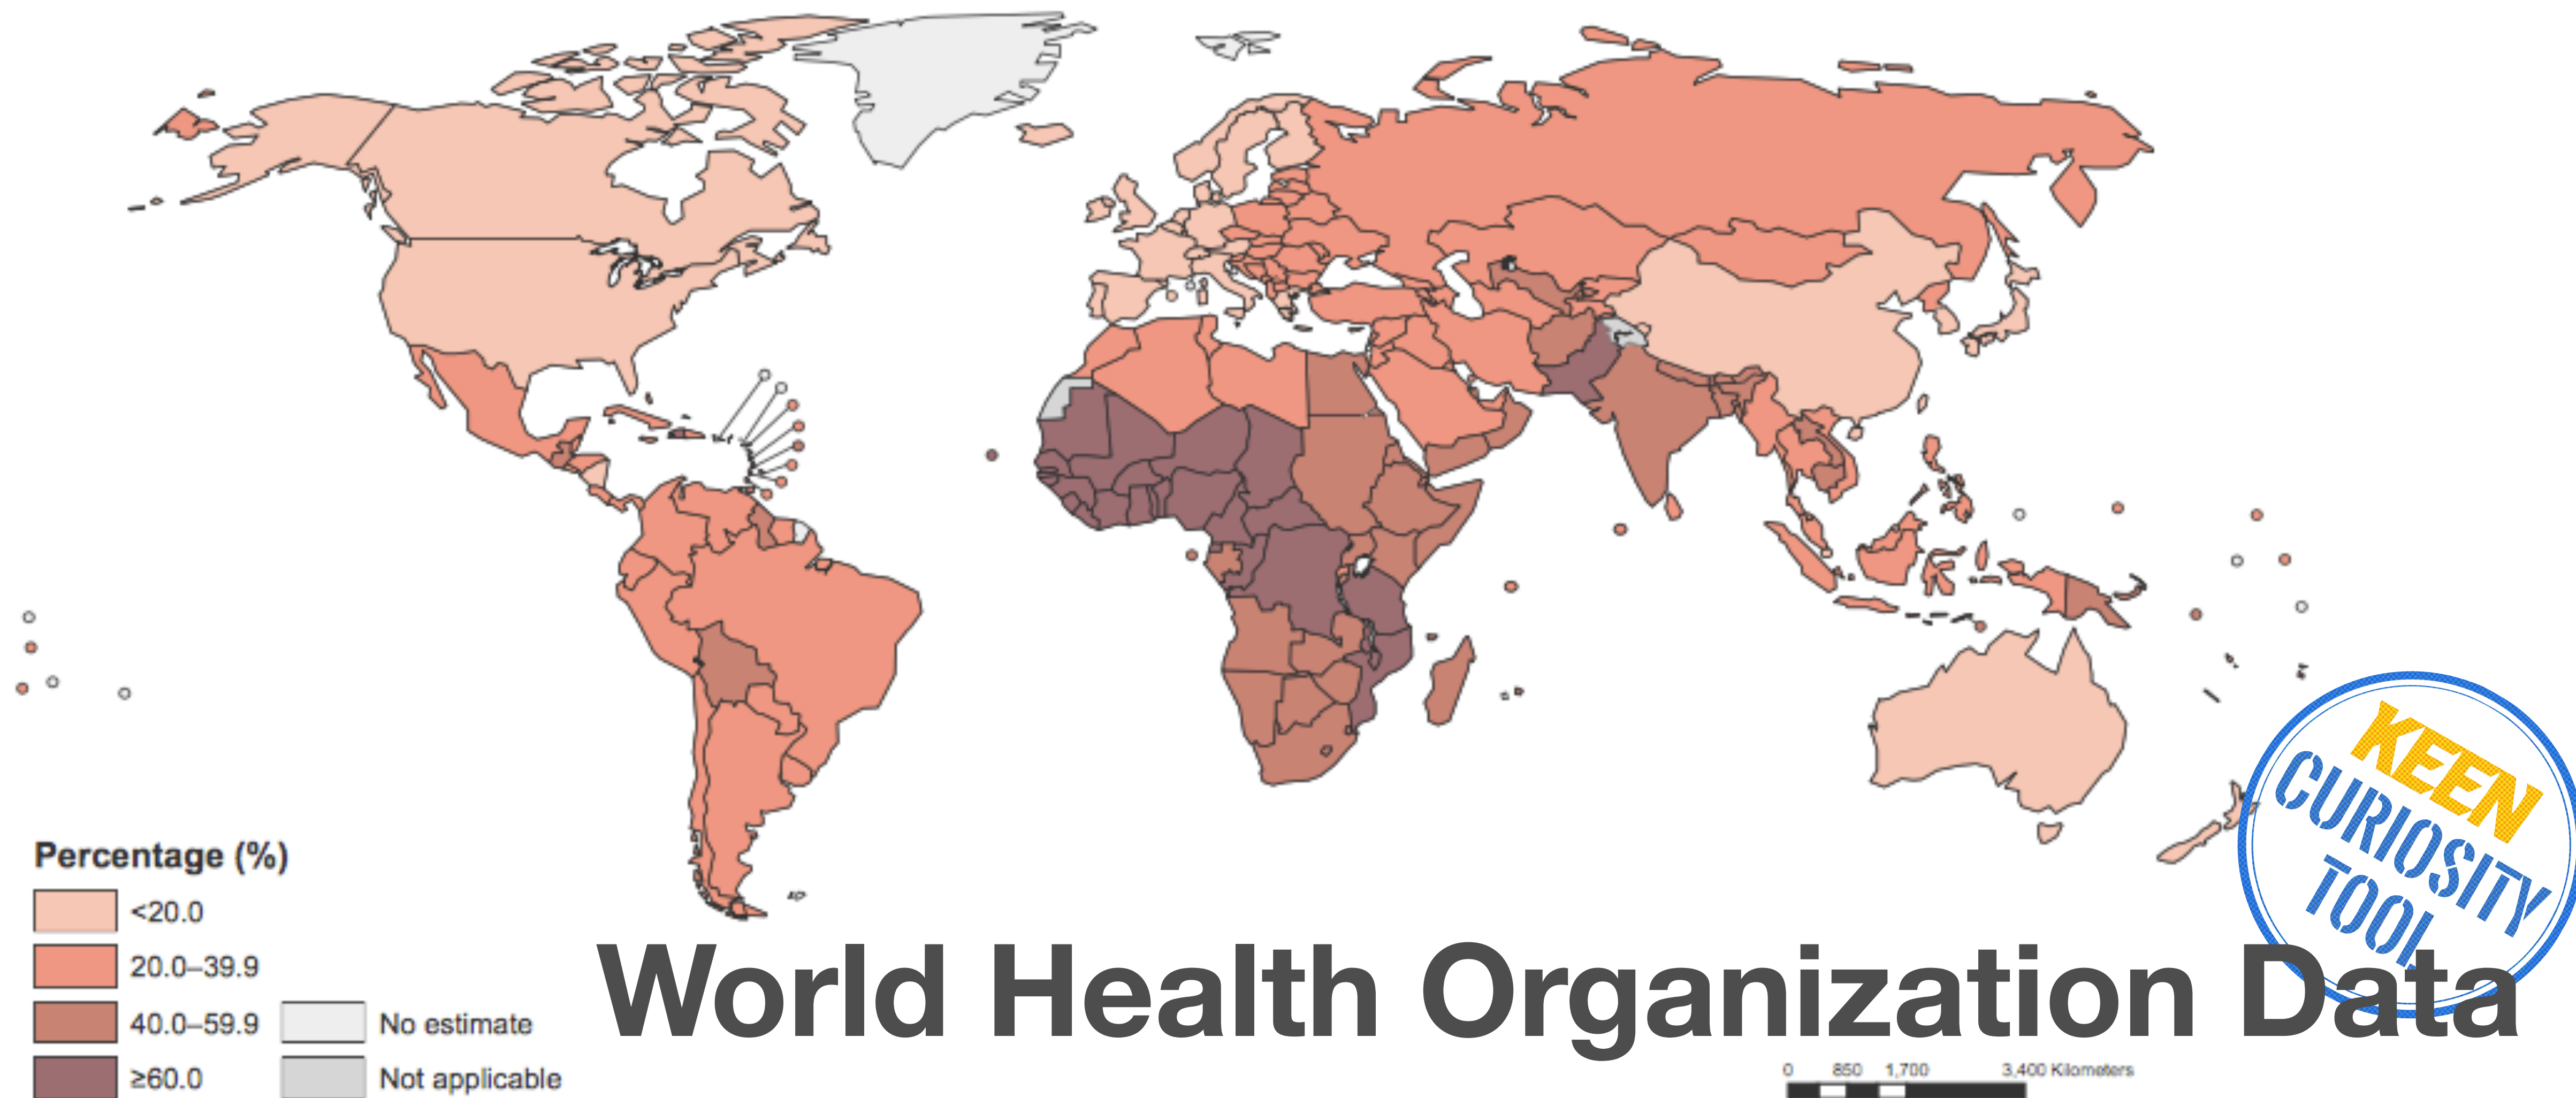 KEEN
CURIOSITY
TOOL
Percentage (%)
<20.0
20.0–39.9
40.0–59.9
≥60.0
No estimate
Not applicable
World Health Organization Data
0 850 1,700 3,400 Kilometers